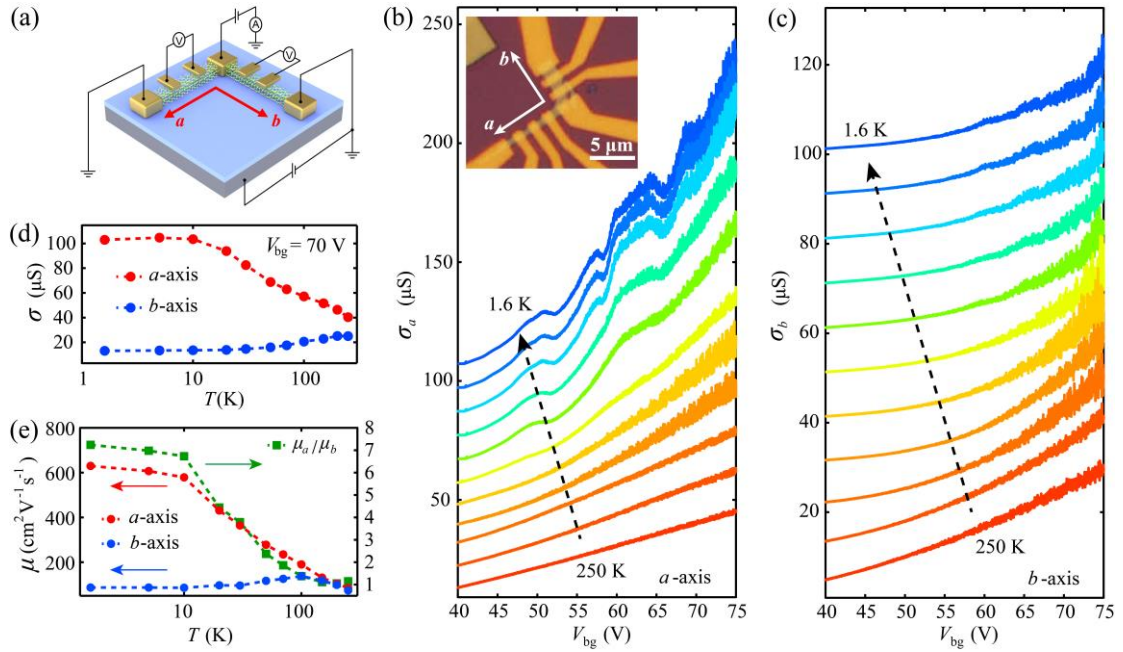 (a)
V
A
V
a
b
(b)
250
200
150
100
50
σa (μS)
b
a
5 μm
1.6 K
250 K
a-axis
40 45 50 55 60 65 70 75
Vbg (V)
(c)
120
100
80
60
40
20
0
σb (μS)
1.6 K
250 K
b-axis
40 45 50 55 60 65 70 75
Vbg (V)
(d)
100
80
60
40
20
σ (μS)
Vbg = 70 V
a-axis
b-axis
1 10 100
T (K)
(e)
800
600
400
200
μ (cm² V⁻¹ s⁻¹)
8
7
6
5
4
3
2
1
μa/μb
a-axis
b-axis
10 100
T (K)